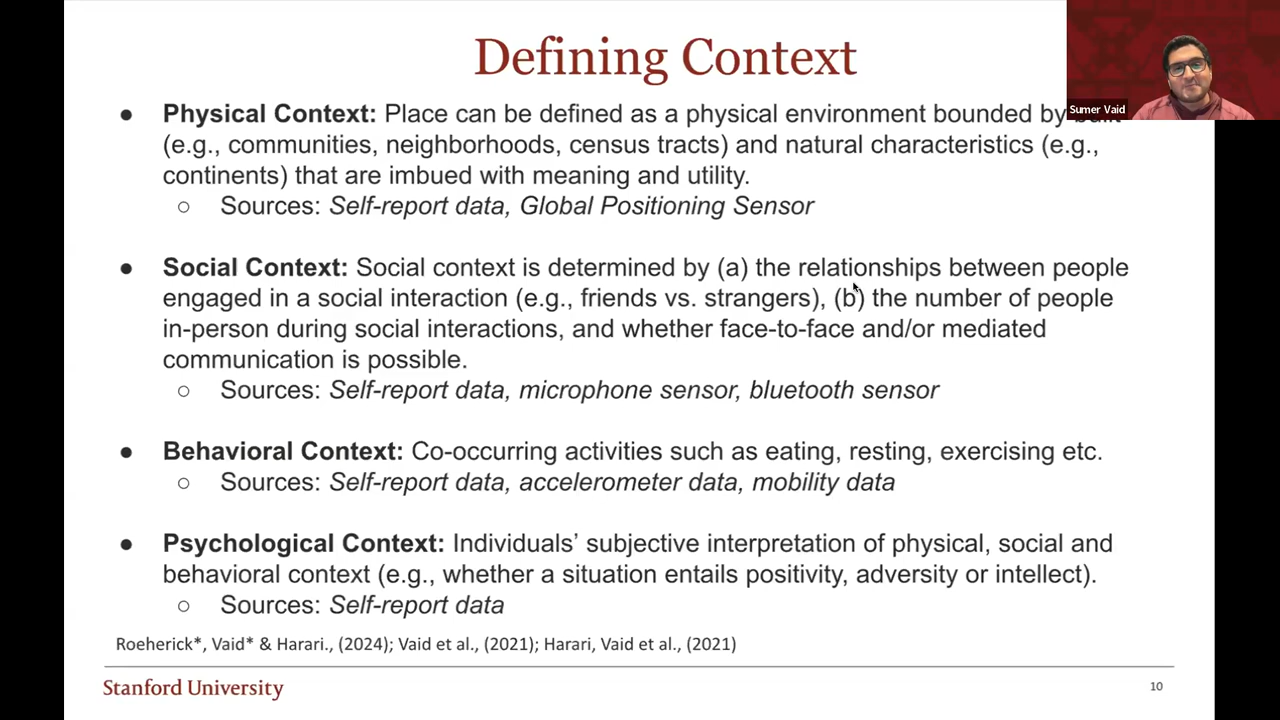 Defining Context
Sumer Vaid
● Physical Context: Place can be defined as a physical environment bounded by built
(e.g., communities, neighborhoods, census tracts) and natural characteristics (e.g.,
continents) that are imbued with meaning and utility.
○ Sources: Self-report data, Global Positioning Sensor
● Social Context: Social context is determined by (a) the relationships between people
engaged in a social interaction (e.g., friends vs. strangers), (b) the number of people
in-person during social interactions, and whether face-to-face and/or mediated
communication is possible.
○ Sources: Self-report data, microphone sensor, bluetooth sensor
● Behavioral Context: Co-occurring activities such as eating, resting, exercising etc.
○ Sources: Self-report data, accelerometer data, mobility data
● Psychological Context: Individuals’ subjective interpretation of physical, social and
behavioral context (e.g., whether a situation entails positivity, adversity or intellect).
○ Sources: Self-report data
Roeherick*, Vaid* & Harari., (2024); Vaid et al., (2021); Harari, Vaid et al., (2021)
Stanford University
10